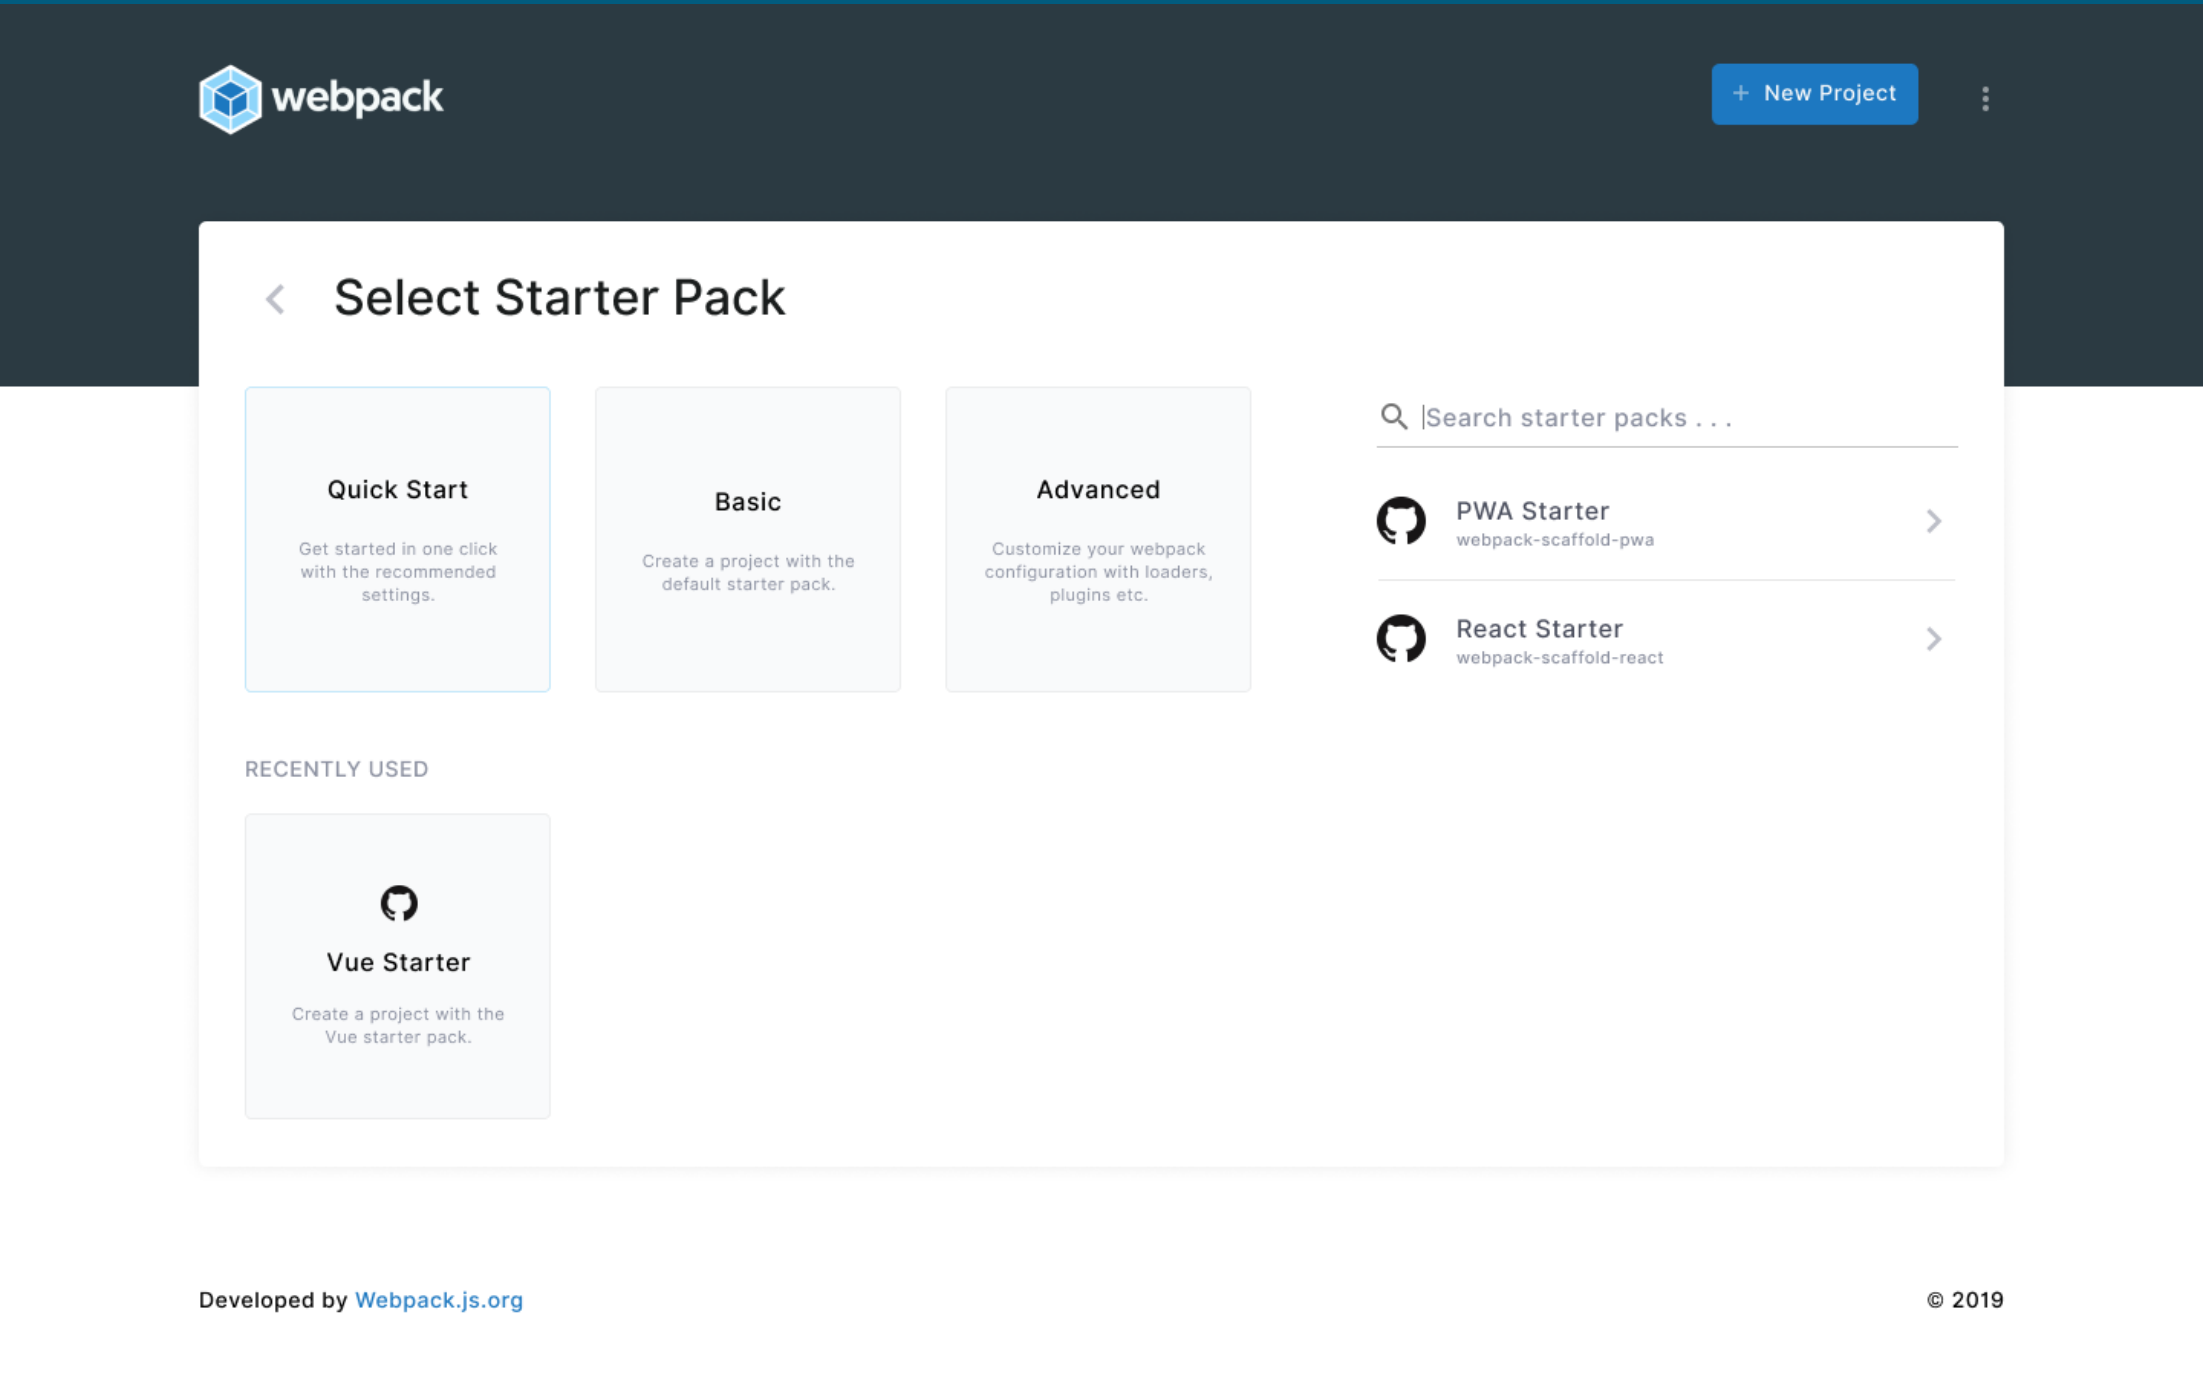 webpack
+ New Project
Select Starter Pack
Quick Start
Get started in one click
with the recommended
settings.
Basic
Create a project with the
default starter pack.
Advanced
Customize your webpack
configuration with loaders,
plugins etc.
Search starter packs . . .
PWA Starter
webpack-scaffold-pwa
React Starter
webpack-scaffold-react
RECENTLY USED
Vue Starter
Create a project with the
Vue starter pack.
Developed by Webpack.js.org
© 2019